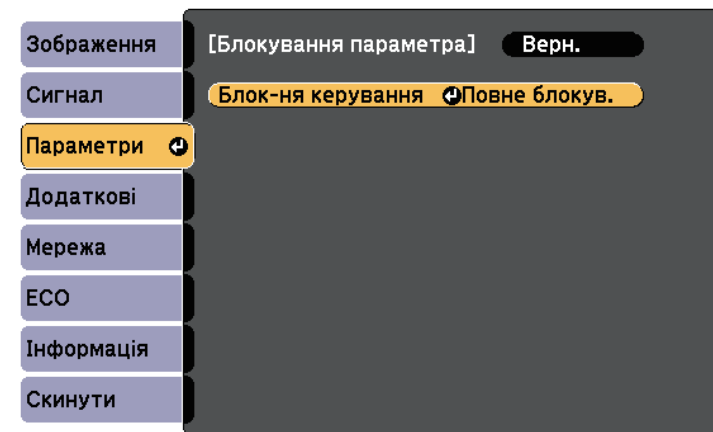 Зображення
Сигнал
Параметри
Додаткові
Мережа
ECO
Інформація
Скинути
[Блокування параметра] Верн.
Блок-ня керування Повне блокув.